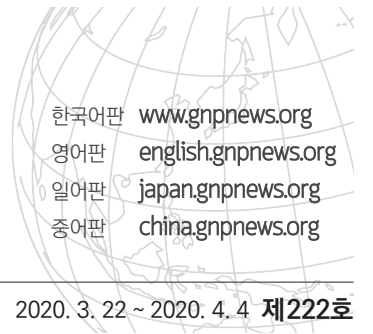 한국어판 www.gnpnews.org
영어판 english.gnpnews.org
일어판 japan.gnpnews.org
중어판 china.gnpnews.org
2020. 3. 22 ~ 2020. 4. 4 제222호